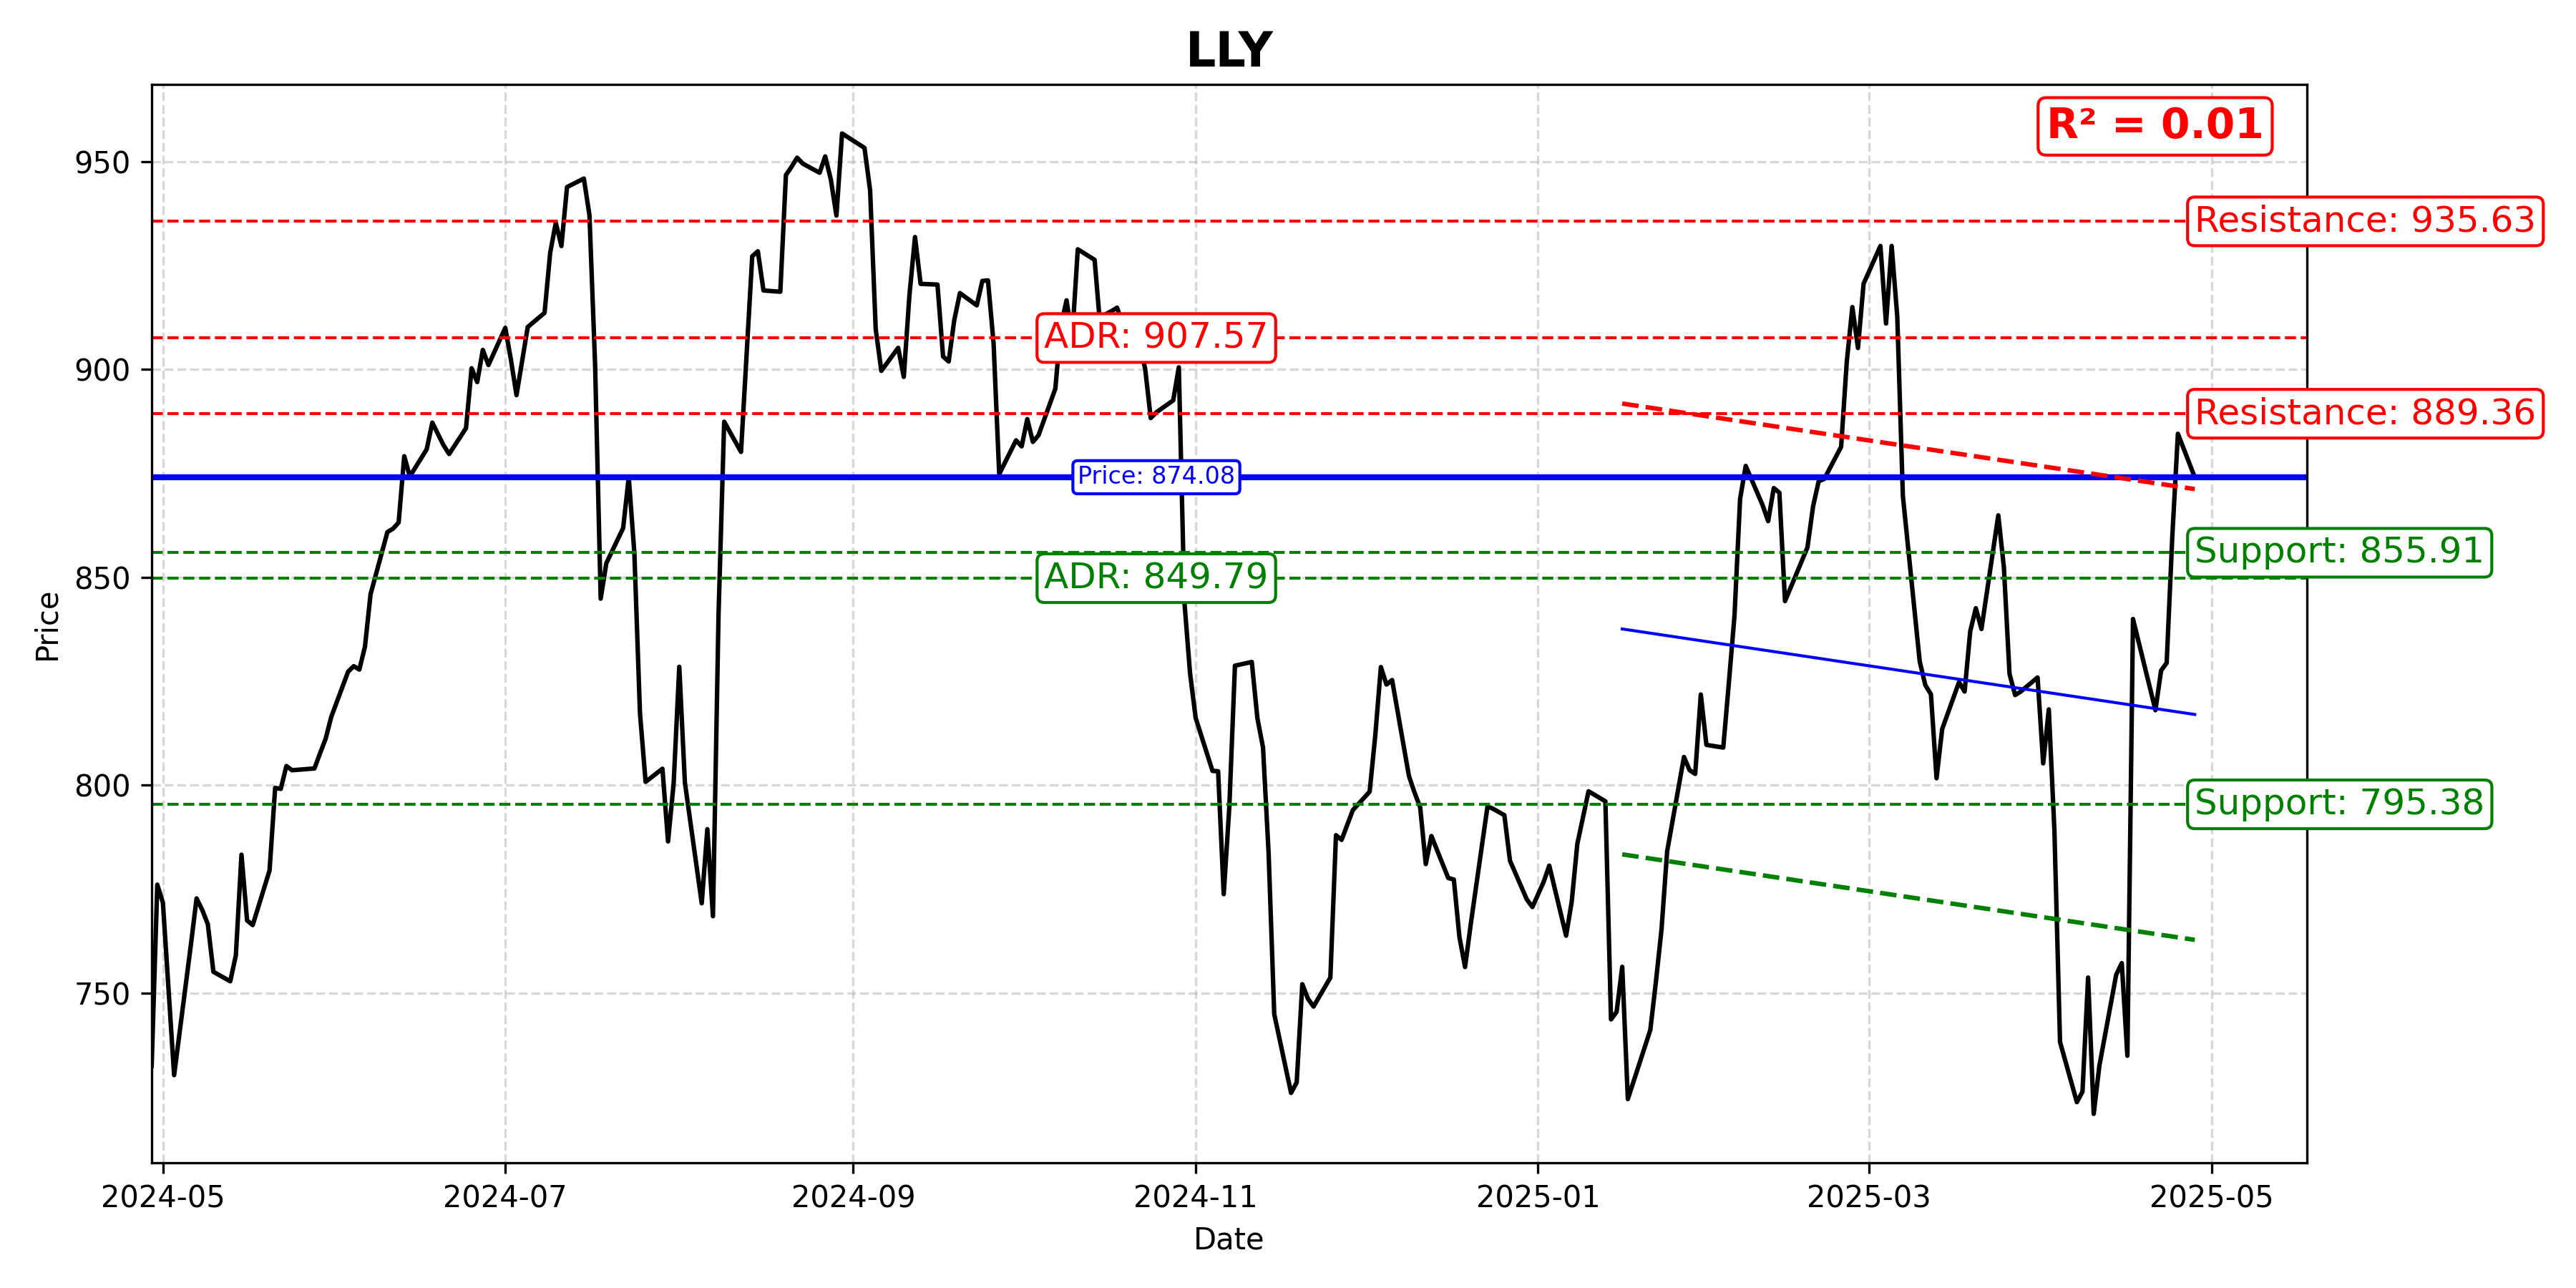 LLY
R² = 0.01
950
Resistance: 935.63
ADR: 907.57
900
Resistance: 889.36
Price: 874.08
Support: 855.91
850
ADR: 849.79
Price
800
Support: 795.38
750
2024-05
2024-07
2024-09
2024-11
2025-01
2025-03
2025-05
Date